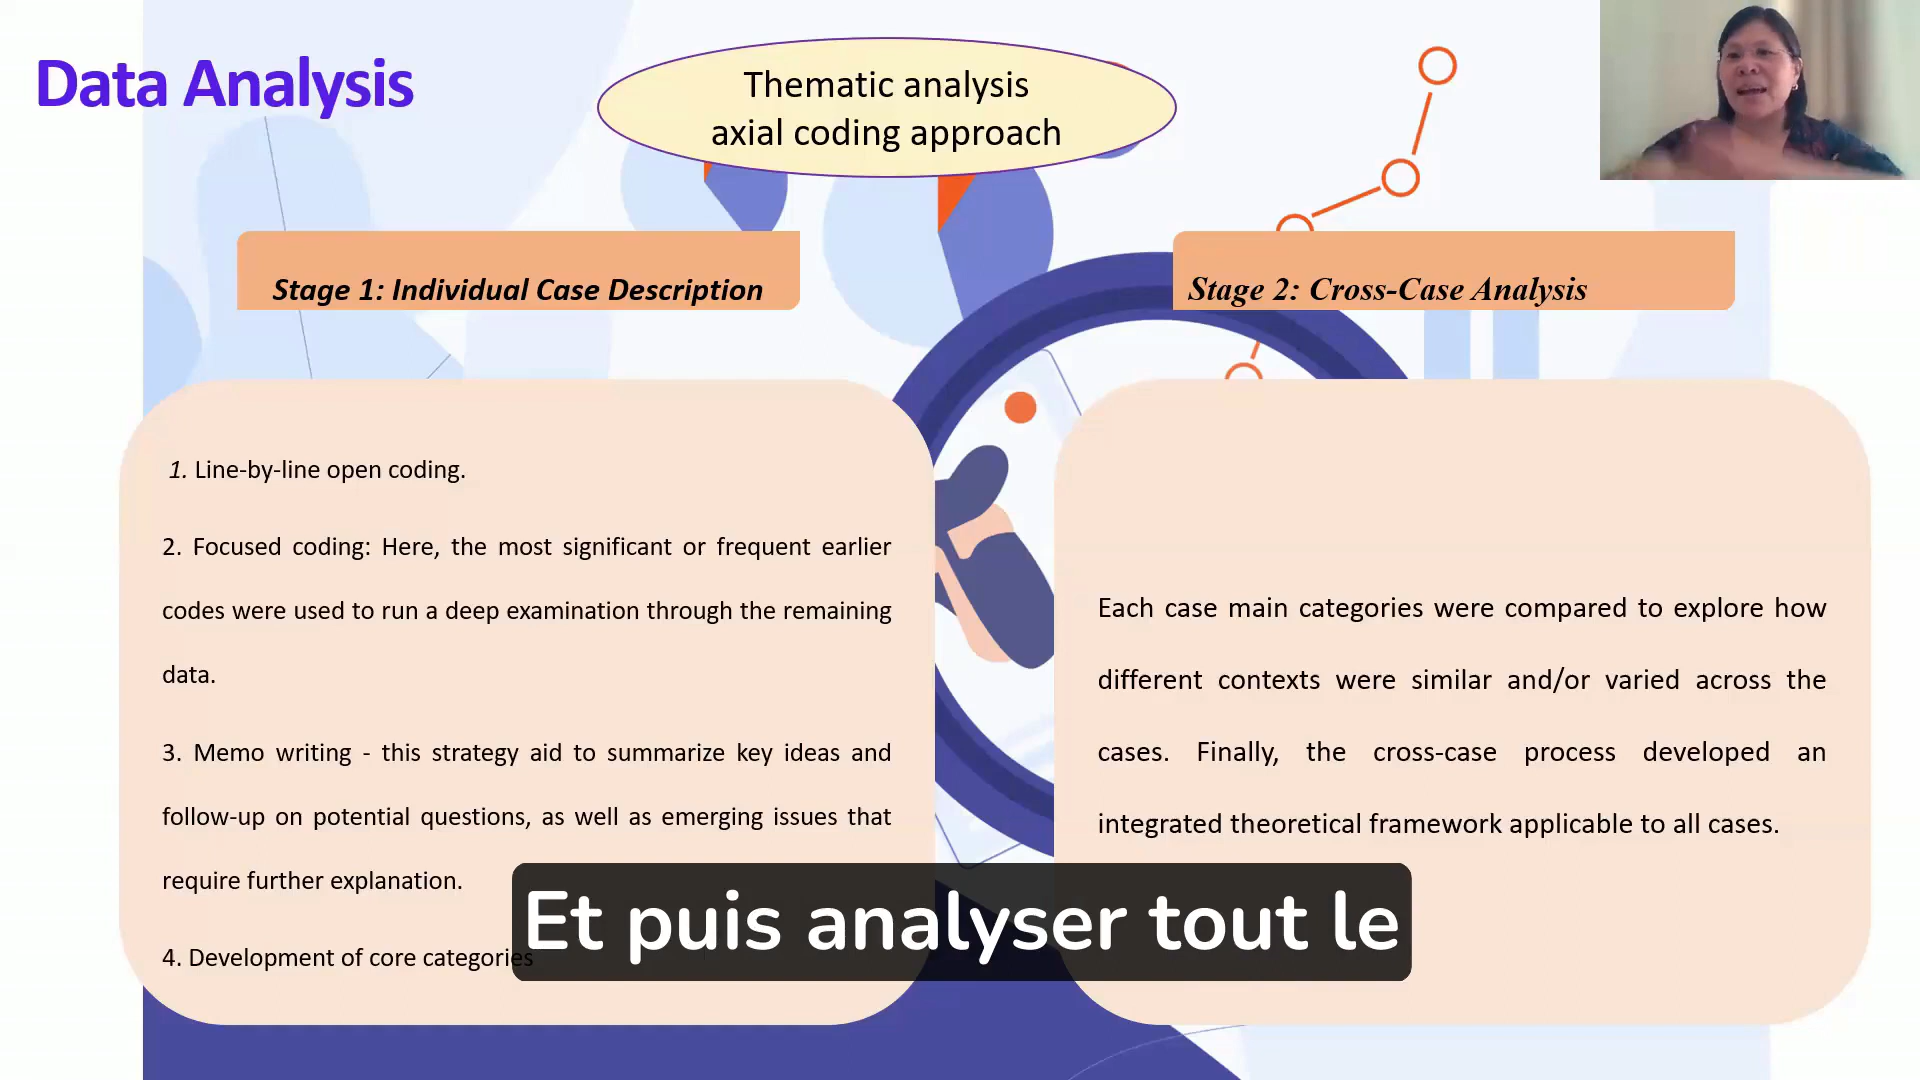 Data Analysis
Thematic analysis
axial coding approach
Stage 1: Individual Case Description
Stage 2: Cross-Case Analysis
1. Line-by-line open coding.
2. Focused coding: Here, the most significant or frequent earlier
codes were used to run a deep examination through the remaining
data.
3. Memo writing - this strategy aid to summarize key ideas and
follow-up on potential questions, as well as emerging issues that
require further explanation.
4. Development of core categories
Each case main categories were compared to explore how
different contexts were similar and/or varied across the
cases. Finally, the cross-case process developed an
integrated theoretical framework applicable to all cases.
Et puis analyser tout le